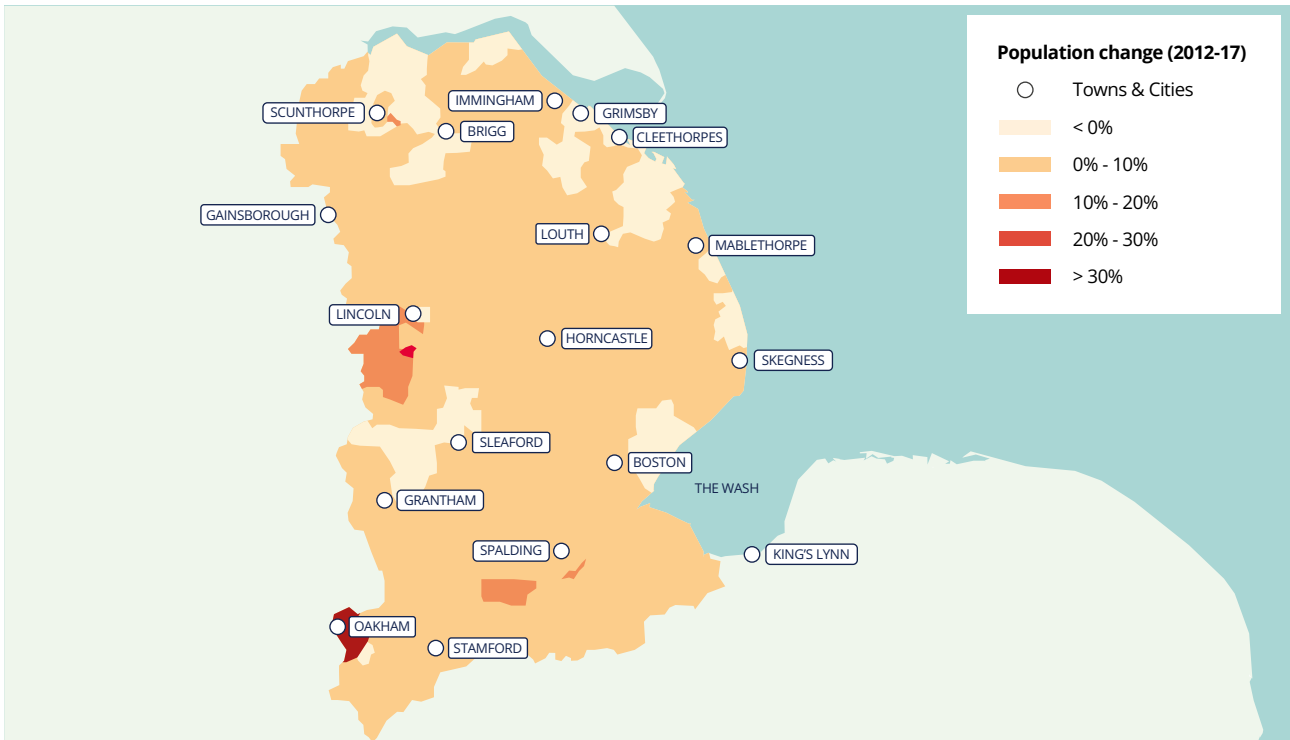 Population change (2012-17)
Towns & Cities
< 0%
0% - 10%
10% - 20%
20% - 30%
> 30%
SCUNTHORPE
IMMINGHAM
GRIMSBY
BRIGG
CLEETHORPES
GAINSBOROUGH
LOUTH
MABLETHORPE
LINCOLN
HORNCASTLE
SKEGNESS
SLEAFORD
BOSTON
THE WASH
GRANTHAM
SPALDING
KING'S LYNN
OAKHAM
STAMFORD